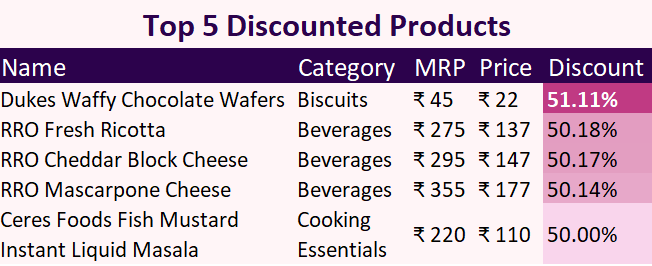 Top 5 Discounted Products
Name Category MRP Price Discount
Dukes Waffy Chocolate Wafers Biscuits ₹ 45 ₹ 22 51.11%
RRO Fresh Ricotta Beverages ₹ 275 ₹ 137 50.18%
RRO Cheddar Block Cheese Beverages ₹ 295 ₹ 147 50.17%
RRO Mascarpone Cheese Beverages ₹ 355 ₹ 177 50.14%
Ceres Foods Fish Mustard Cooking
₹ 220 ₹ 110 50.00%
Instant Liquid Masala Essentials